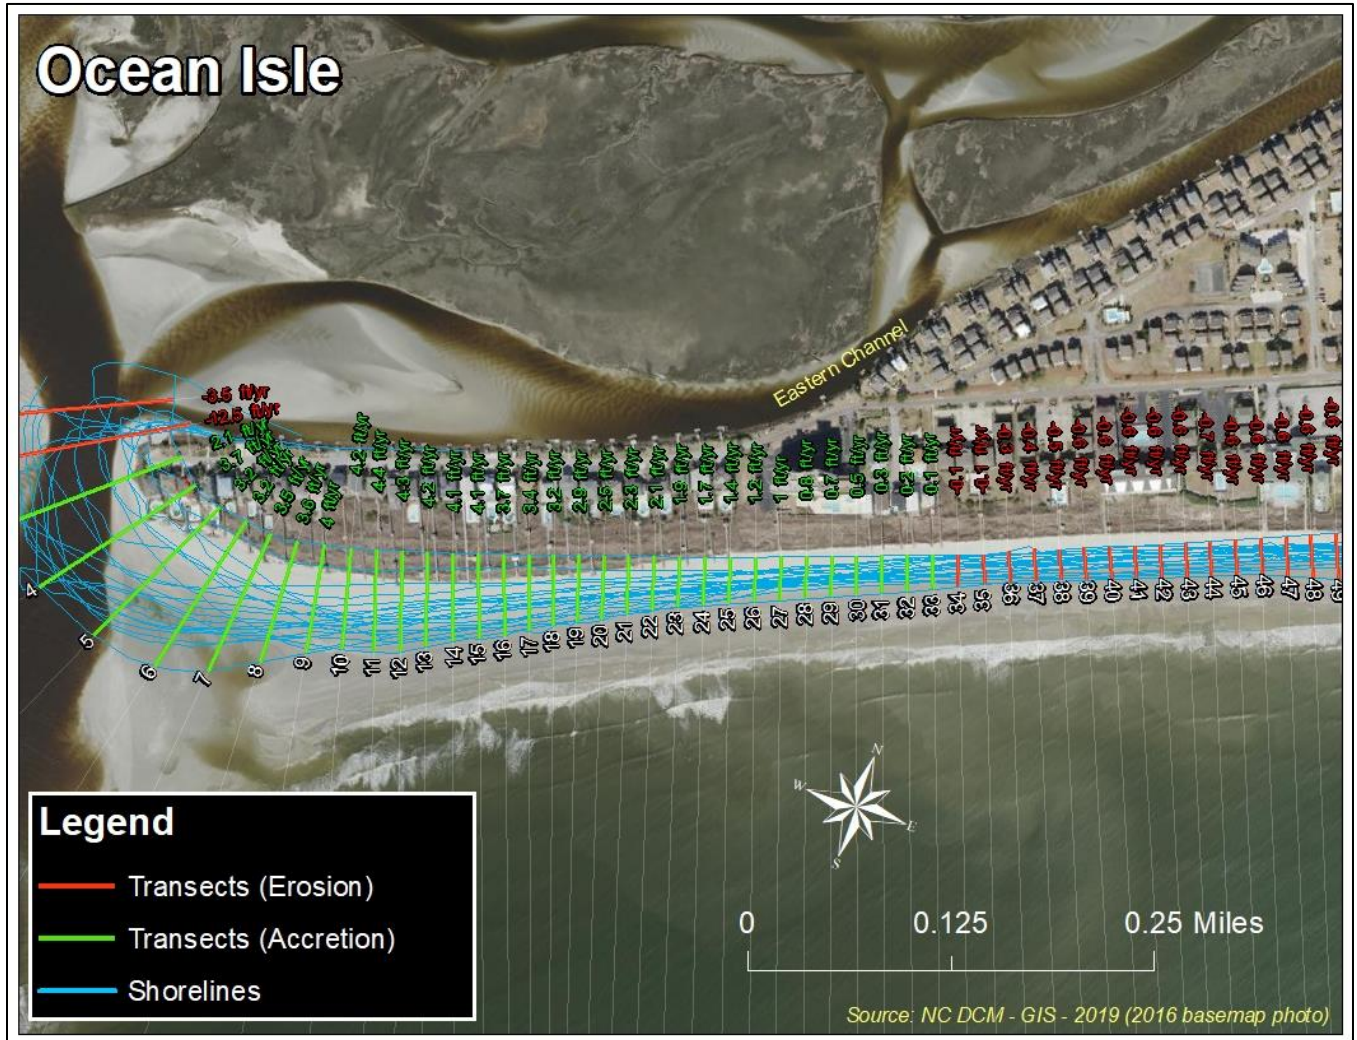 Ocean Isle
-3.5 ft/yr
-12.5 ft/yr
4 ft/yr
4.2 ft/yr
4.4 ft/yr
4.3 ft/yr
4.2 ft/yr
4.1 ft/yr
4.1 ft/yr
3.7 ft/yr
3.4 ft/yr
3.2 ft/yr
2.9 ft/yr
2.5 ft/yr
2.3 ft/yr
2.1 ft/yr
1.9 ft/yr
1.7 ft/yr
1.4 ft/yr
1.2 ft/yr
1 ft/yr
0.8 ft/yr
0.7 ft/yr
0.5 ft/yr
0.3 ft/yr
0.2 ft/yr
0.1 ft/yr
-0.1 ft/yr
-0.1 ft/yr
Eastern Channel
4
5
6
7
8
9
10
11
12
13
14
15
16
17
18
19
20
21
22
23
24
25
26
27
28
29
30
31
32
33
34
35
36
37
38
39
40
41
42
43
44
45
46
47
48
49
N
W
E
S
Legend
Transects (Erosion)
Transects (Accretion)
Shorelines
0
0.125
0.25 Miles
Source: NC DCM - GIS - 2019 (2016 basemap photo)